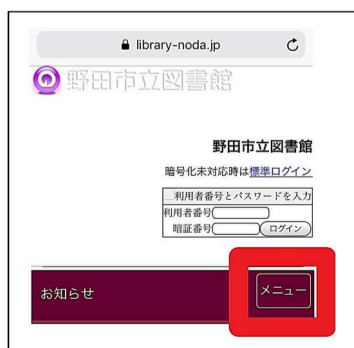 library-noda.jp
野田市立図書館
野田市立図書館
暗号化未対応時は標準ログイン
利用者番号とパスワードを入力
利用者番号
暗証番号 ログイン
お知らせ メニュー